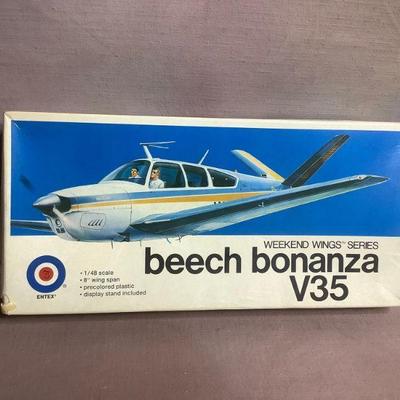 WEEKEND WINGS™ SERIES
beech bonanza
V35
• 1/48 scale
• 8" wing span
• precolored plastic
• display stand included
ENTEX®